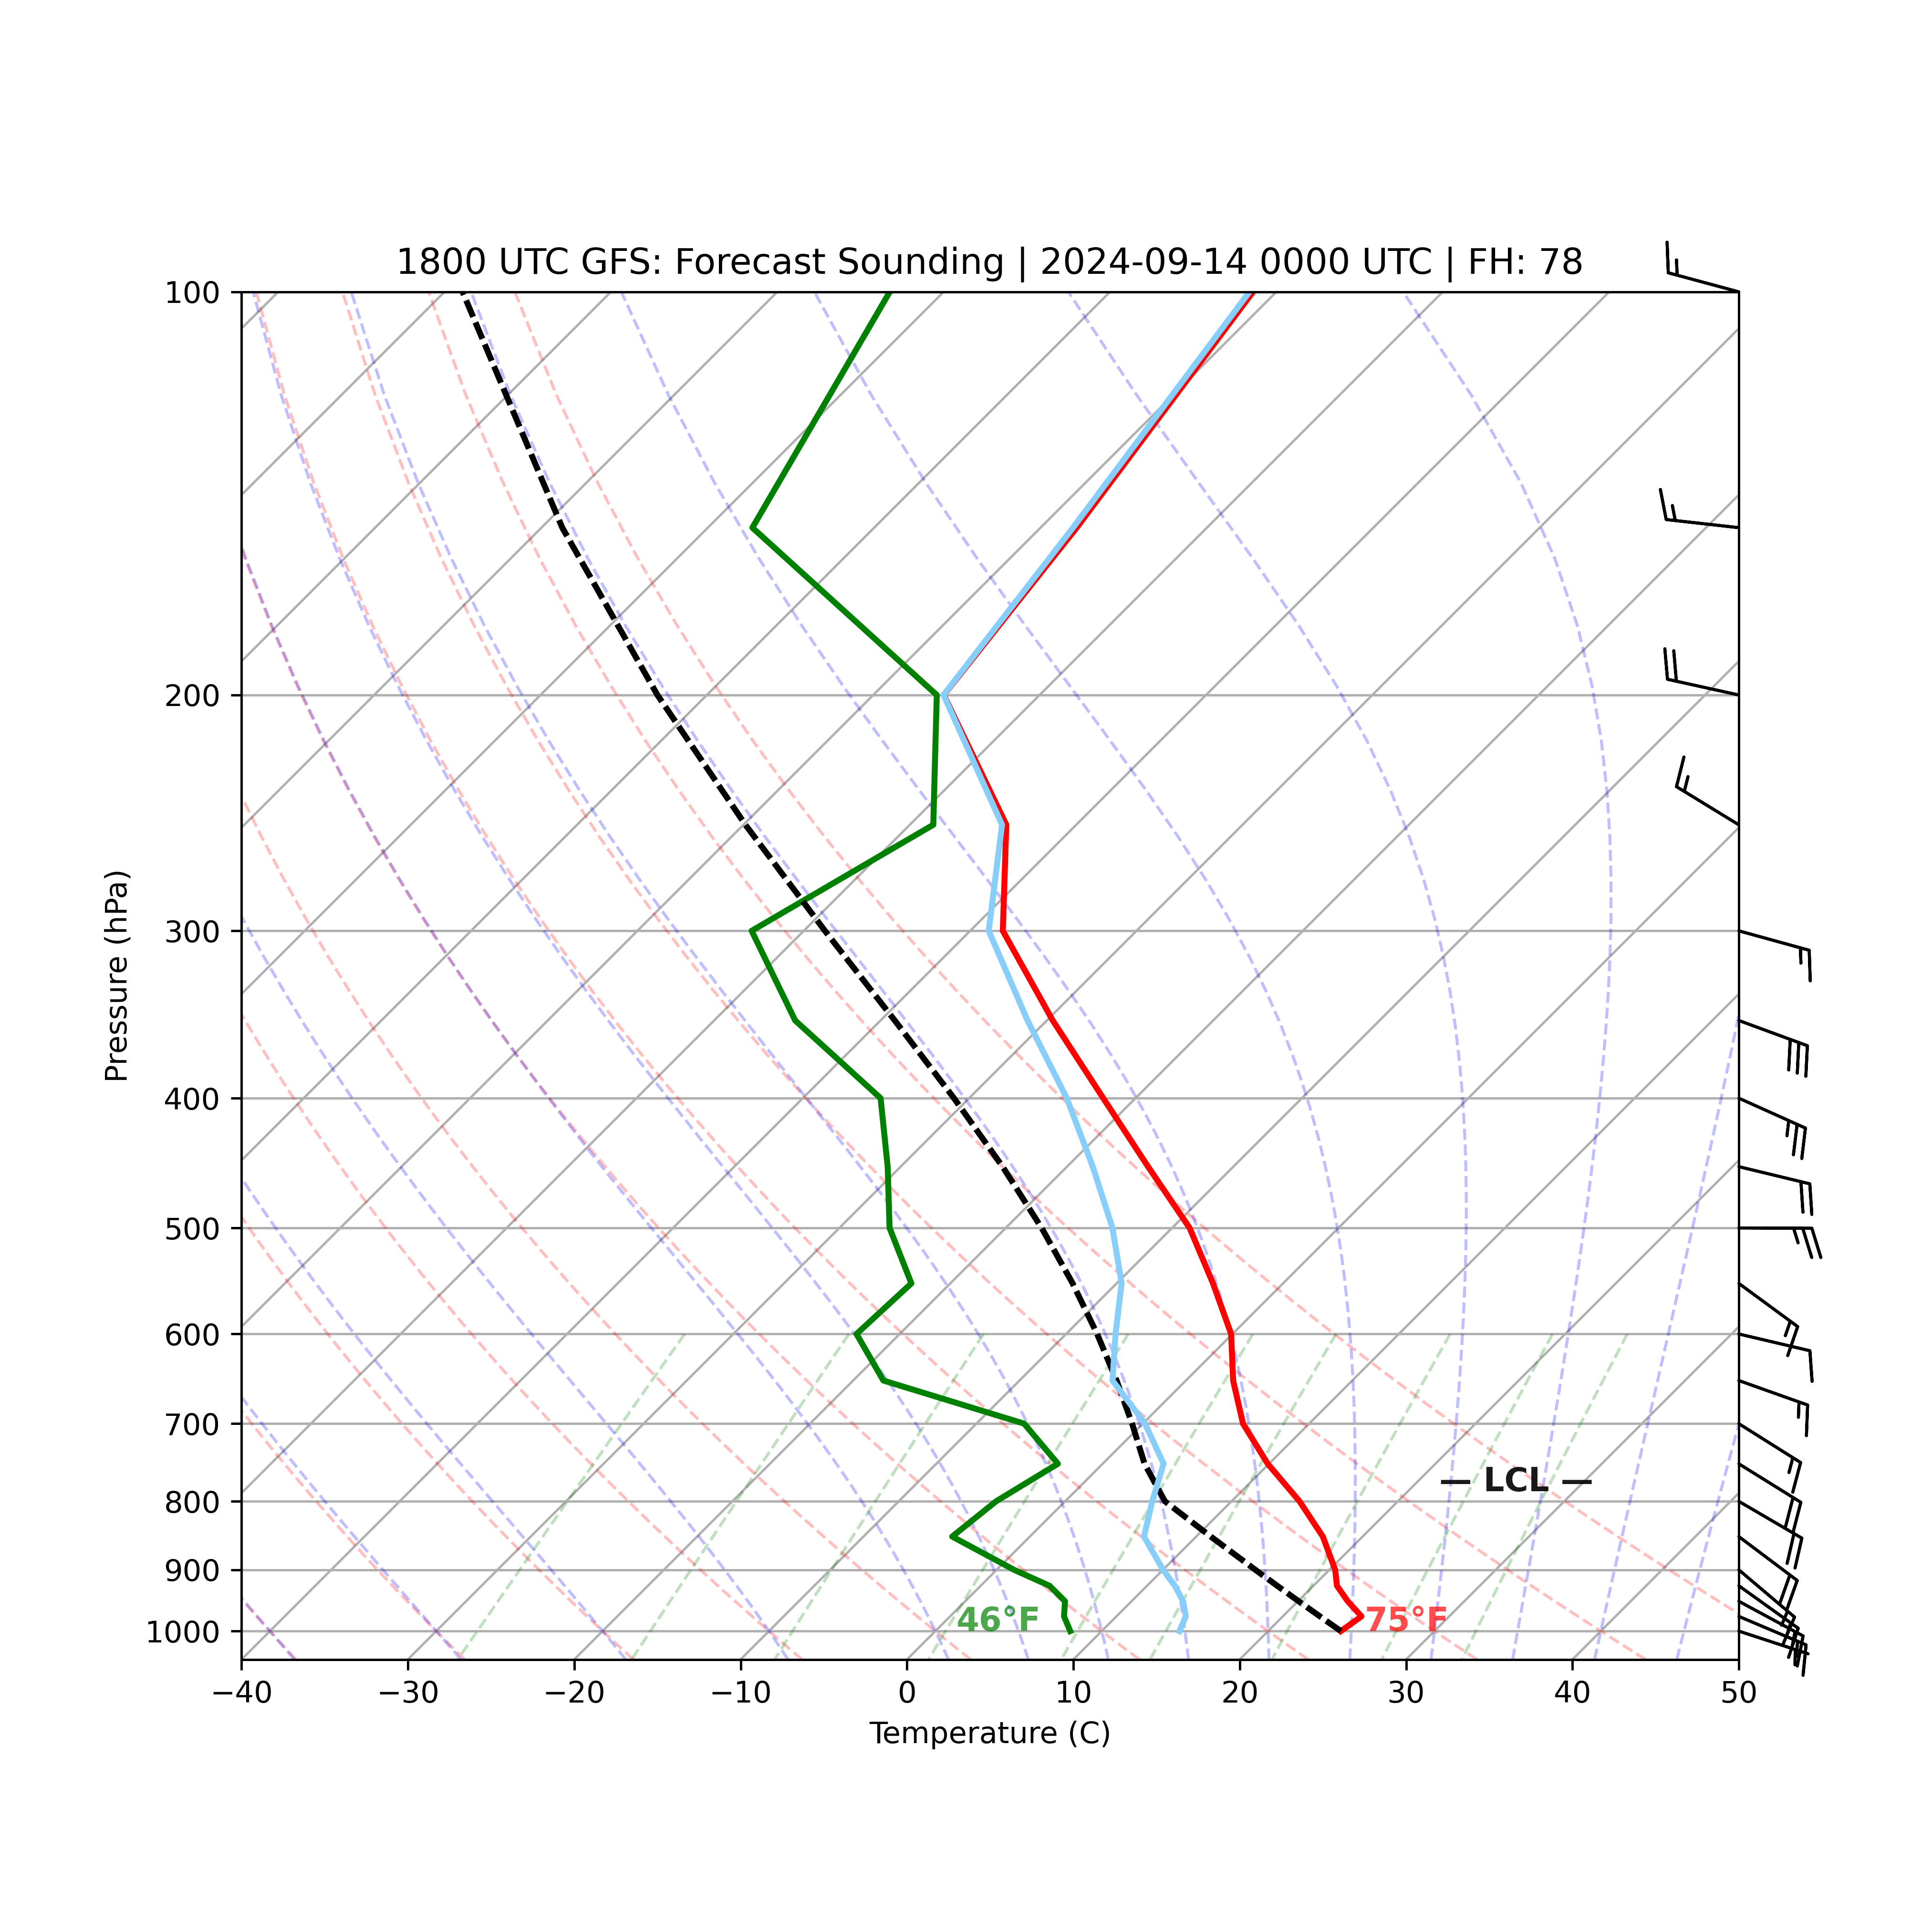 1800 UTC GFS: Forecast Sounding | 2024-09-14 0000 UTC | FH: 78
100
200
300
400
500
600
700
800
900
1000
Pressure (hPa)
— LCL —
46°F
75°F
−40 −30 −20 −10 0 10 20 30 40 50
Temperature (C)